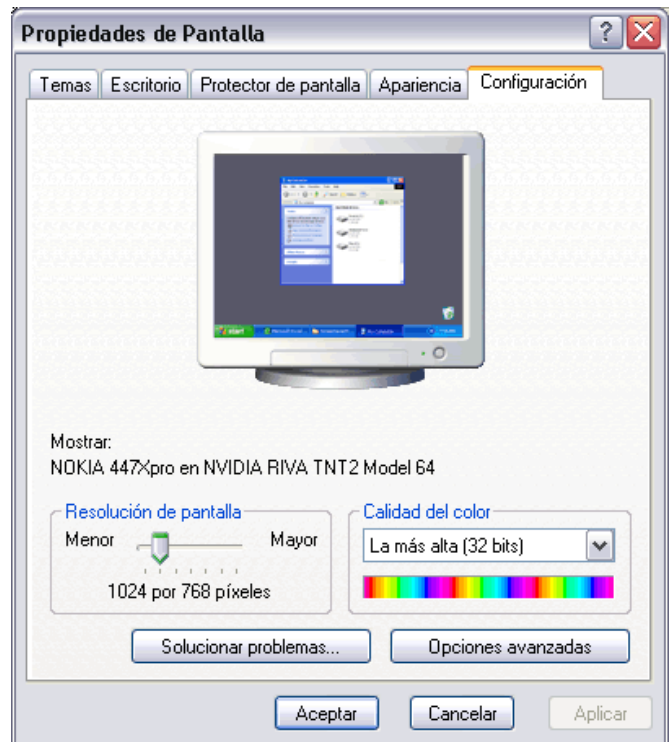 Propiedades de Pantalla
Temas Escritorio Protector de pantalla Apariencia Configuración
start
Mostrar:
NOKIA 447Xpro en NVIDIA RIVA TNT2 Model 64
Resolución de pantalla
Calidad del color
Menor Mayor
La más alta (32 bits)
1024 por 768 píxeles
Solucionar problemas... Opciones avanzadas
Aceptar Cancelar Aplicar